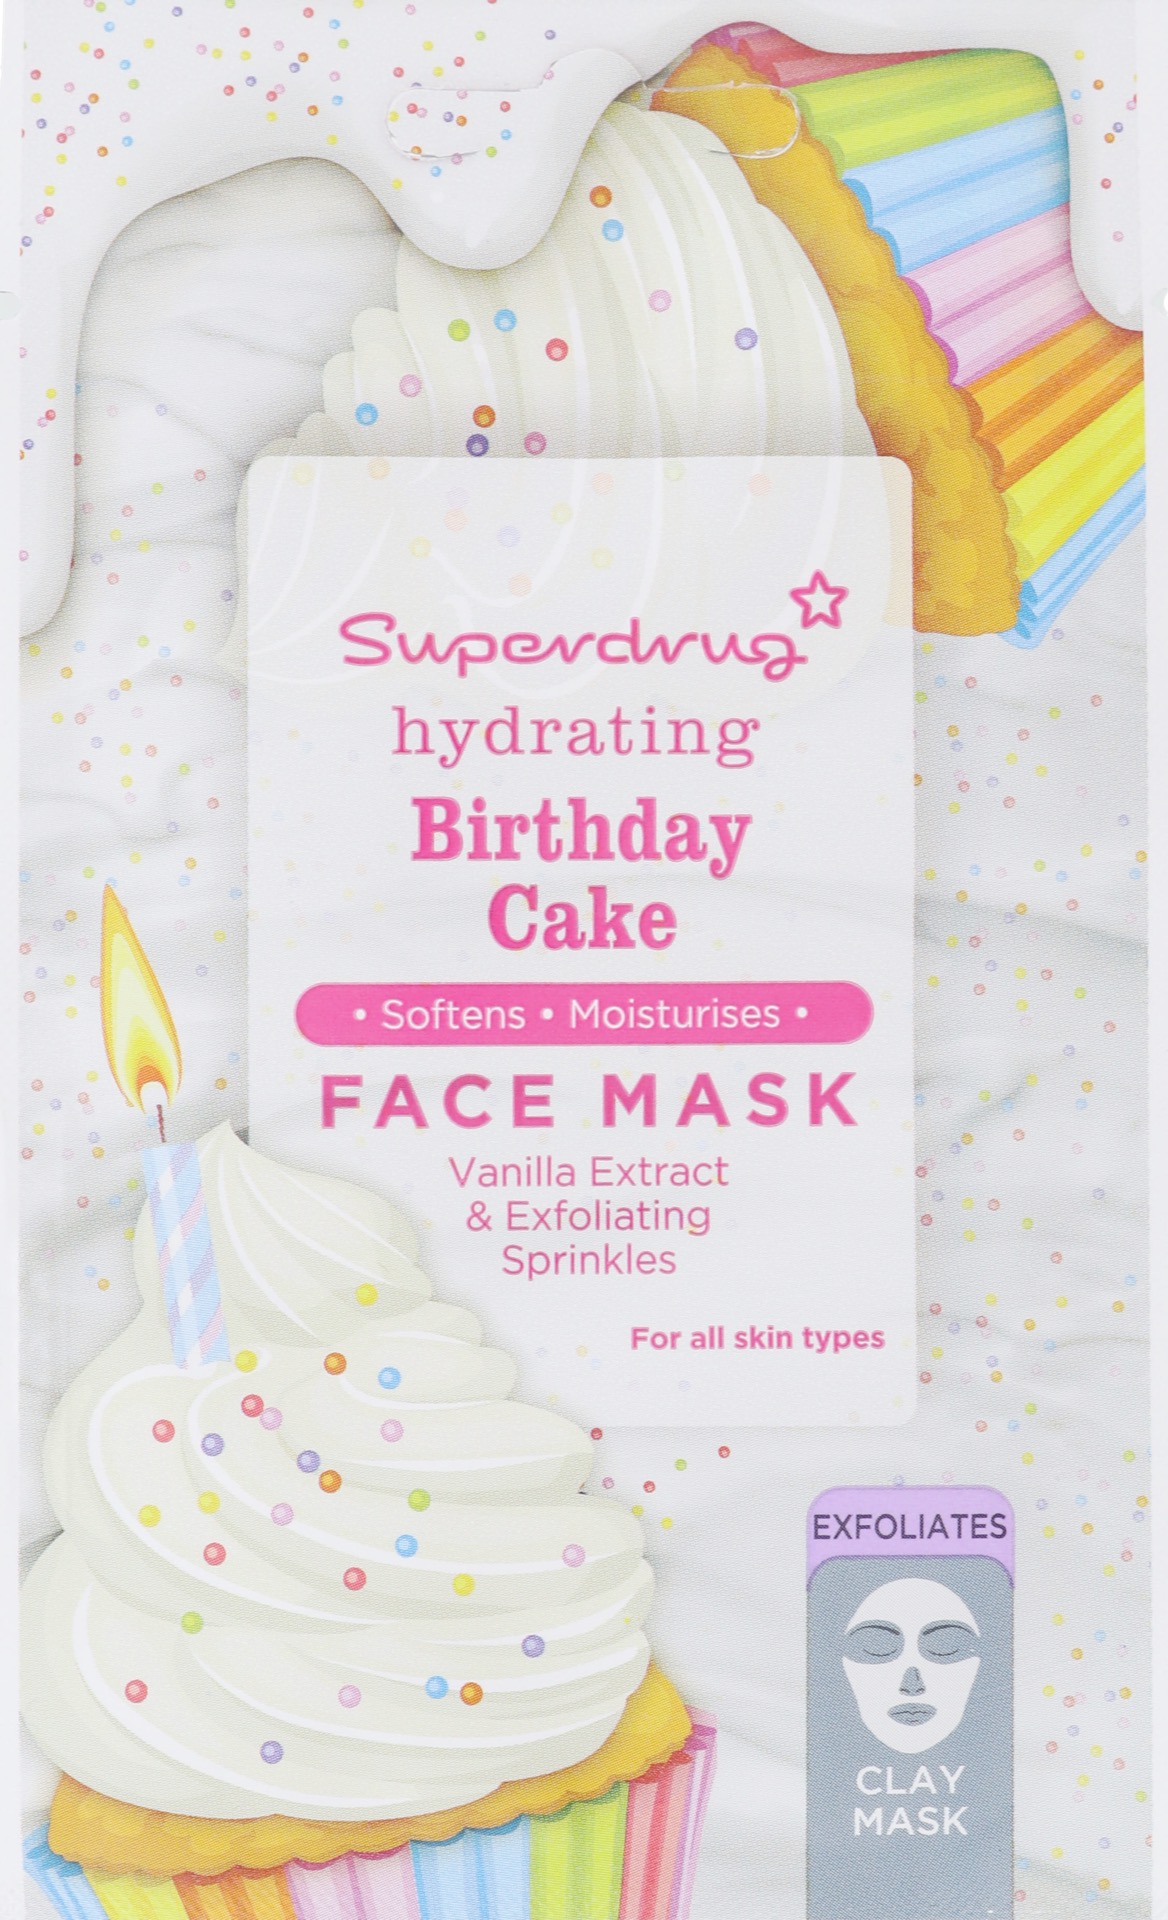 Superdrug
hydrating
Birthday
Cake
• Softens • Moisturises •
FACE MASK
Vanilla Extract
& Exfoliating
Sprinkles
For all skin types
EXFOLIATES
CLAY
MASK